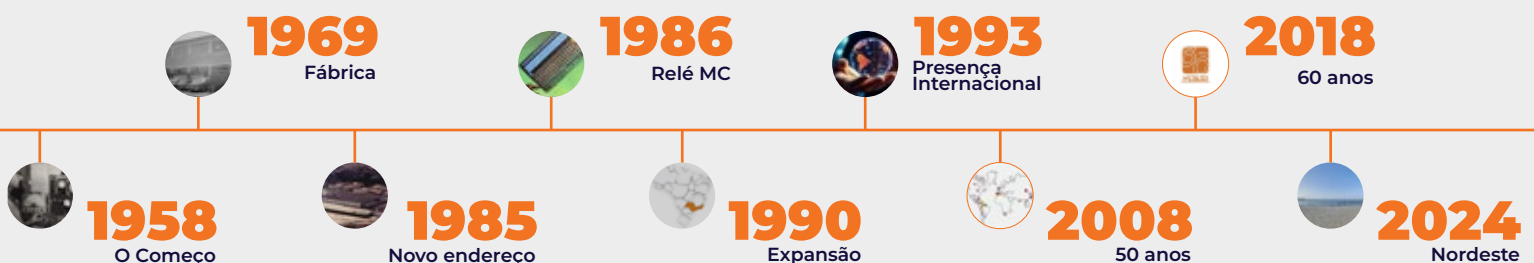 1969
Fábrica
1986
Relé MC
1993
Presença
Internacional
2018
60 anos
1958
O Começo
1985
Novo endereço
1990
Expansão
2008
50 anos
2024
Nordeste